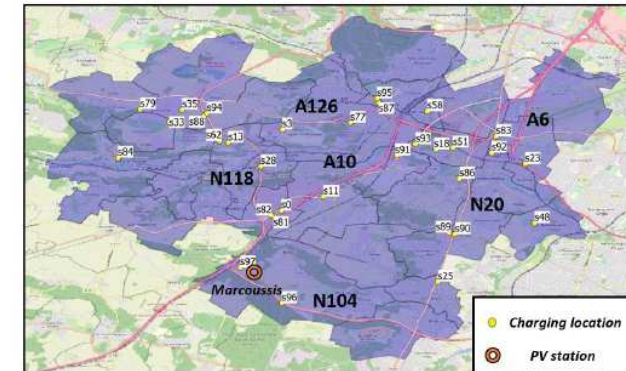 s95
s79
s35
s94
A126
s87
s58
A6
s33
s88
s3
s77
s83
s62
s13
s93
s18
s51
s84
s91
s92
s23
s28
A10
N118
s86
s11
N20
s82
s0
s81
s48
s89
s90
s97
Marcoussis
s25
s96
N104
Charging location
PV station